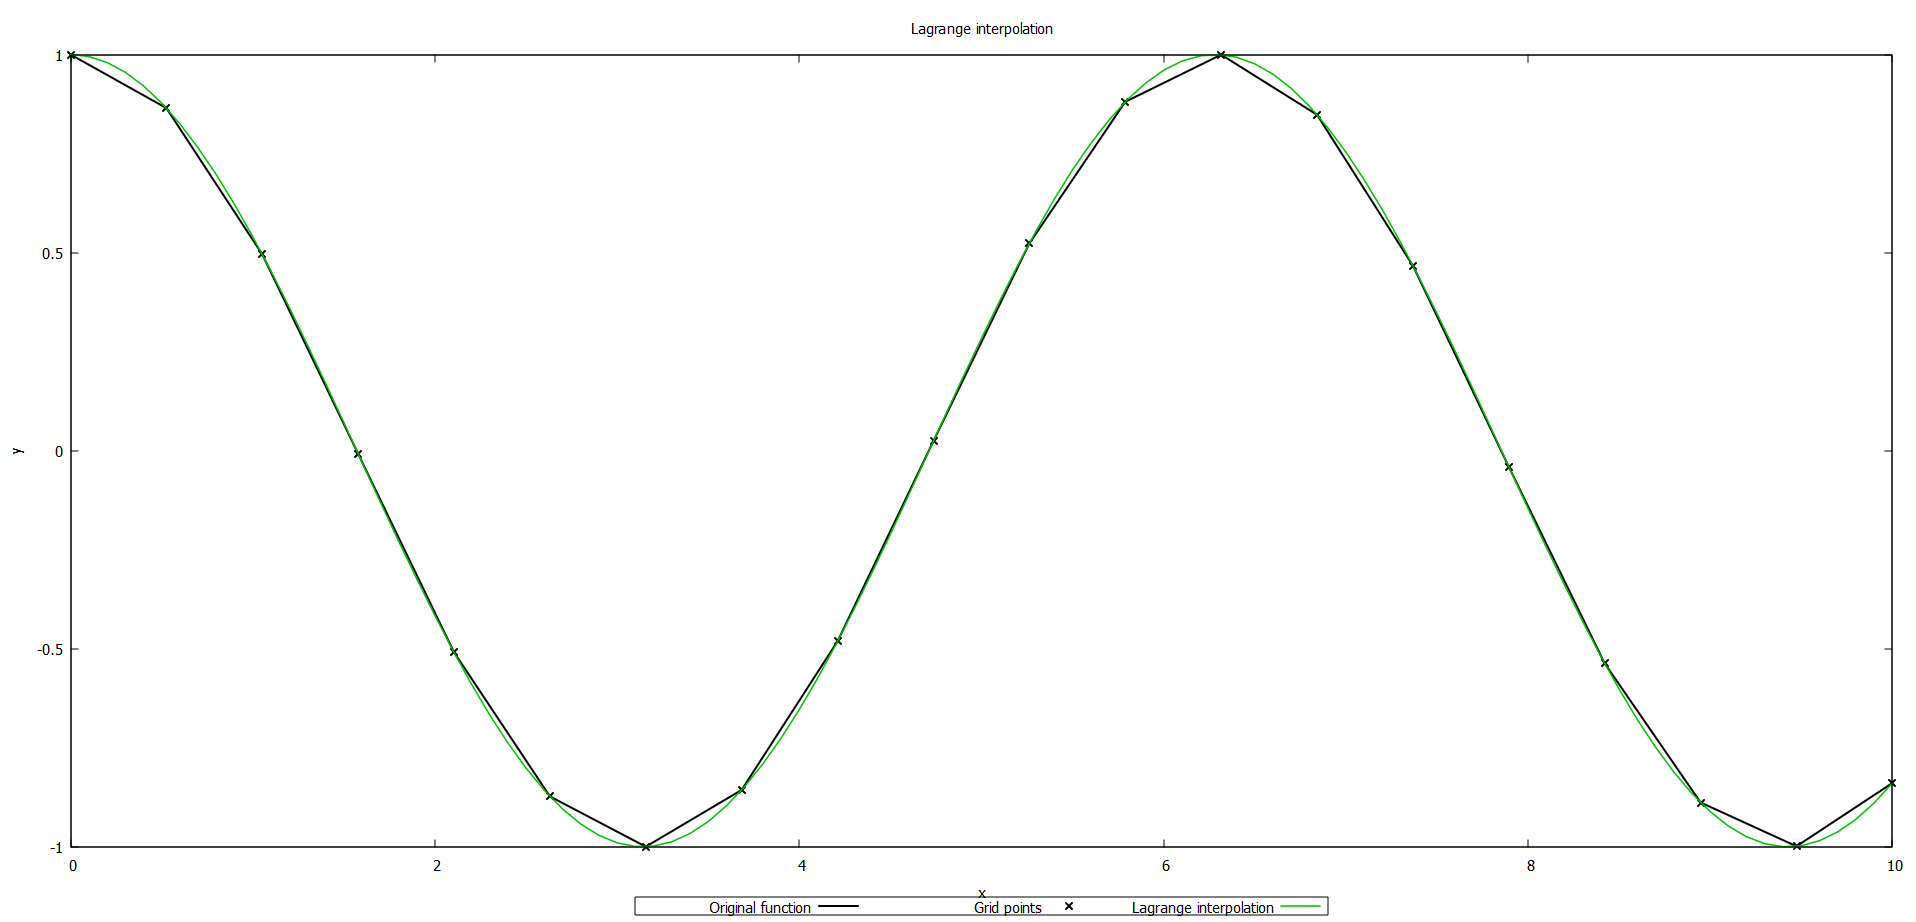 Lagrange interpolation
1
0.5
0
-0.5
-1
y
0 2 4 6 8 10
x
Original function Grid points Lagrange interpolation